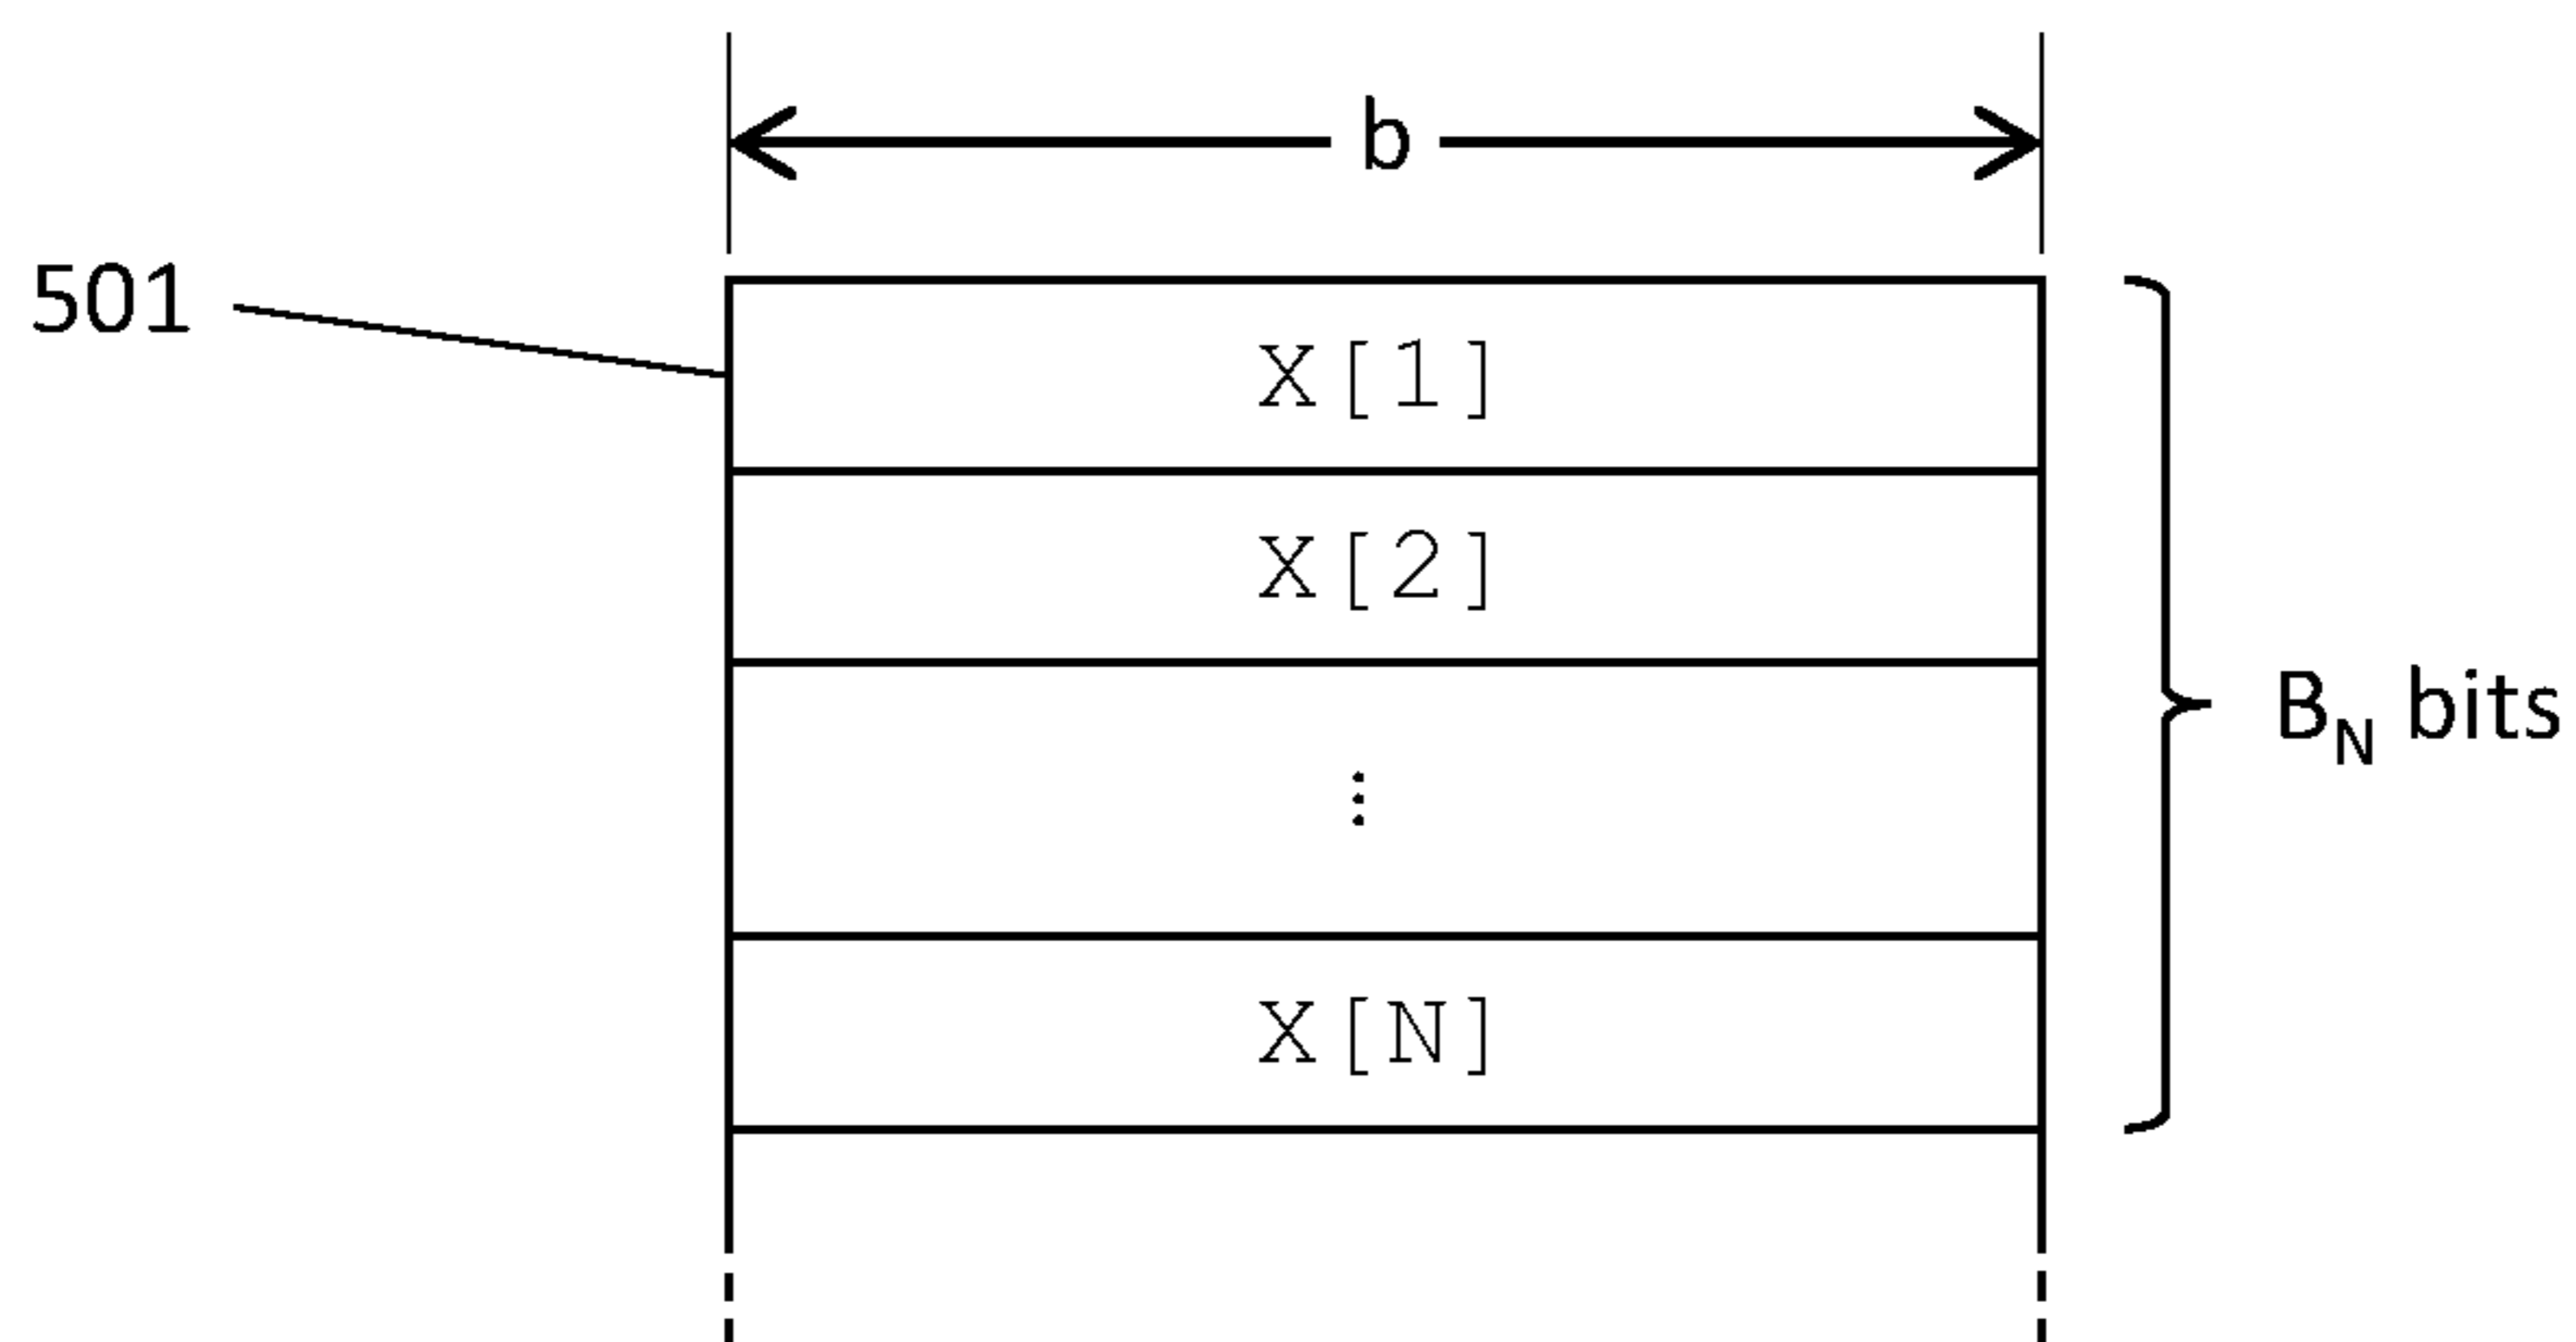 b
501
X[1]
X[2]
⋮
X[N]
B_N bits